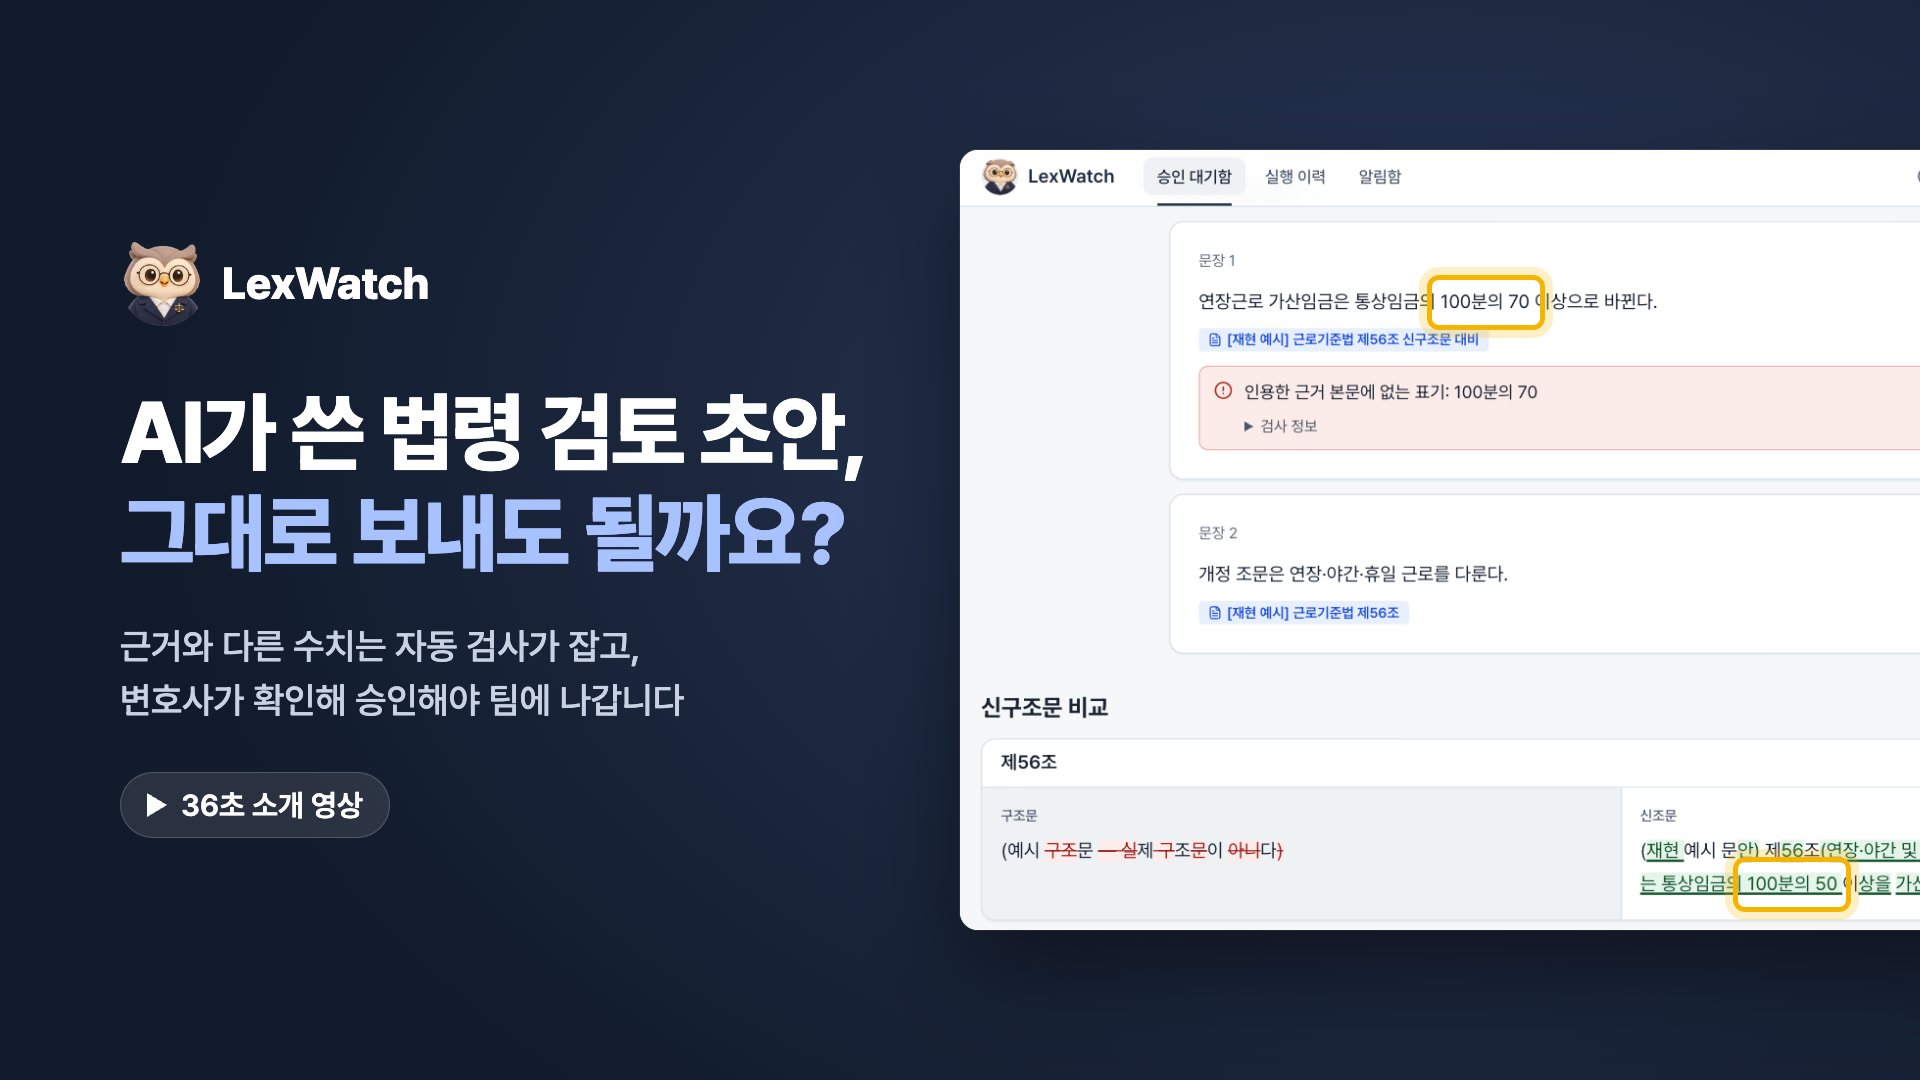 LexWatch
AI가 쓴 법령 검토 초안,
그대로 보내도 될까요?
근거와 다른 수치는 자동 검사가 잡고,
변호사가 확인해 승인해야 팀에 나갑니다
▶ 36초 소개 영상
LexWatch 승인 대기함 실행 이력 알림함
문장 1
연장근로 가산임금은 통상임금의 100분의 70 이상으로 바뀐다.
[재현 예시] 근로기준법 제56조 신구조문 대비
인용한 근거 본문에 없는 표기: 100분의 70
▶ 검사 정보
문장 2
개정 조문은 연장·야간·휴일 근로를 다룬다.
[재현 예시] 근로기준법 제56조
신구조문 비교
제56조
구조문
(예시 구조문 — 실제 구조문이 아니다)
신조문
(재현 예시 문안) 제56조(연장·야간 및
는 통상임금의 100분의 50 이상을 가산